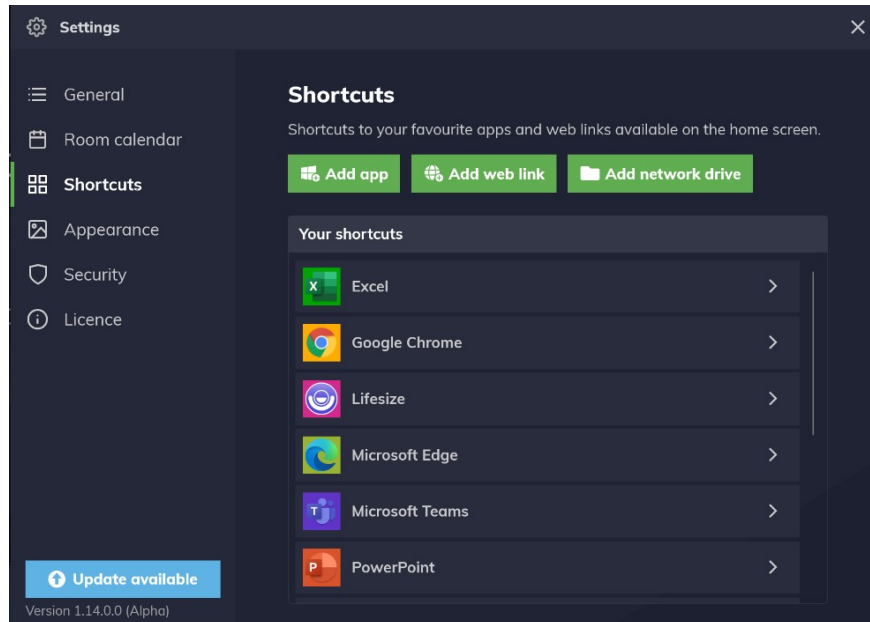 Settings
General
Room calendar
Shortcuts
Appearance
Security
Licence
Update available
Version 1.14.0.0 (Alpha)
Shortcuts
Shortcuts to your favourite apps and web links available on the home screen.
Add app
Add web link
Add network drive
Your shortcuts
X Excel
Google Chrome
Lifesize
Microsoft Edge
T Microsoft Teams
P PowerPoint